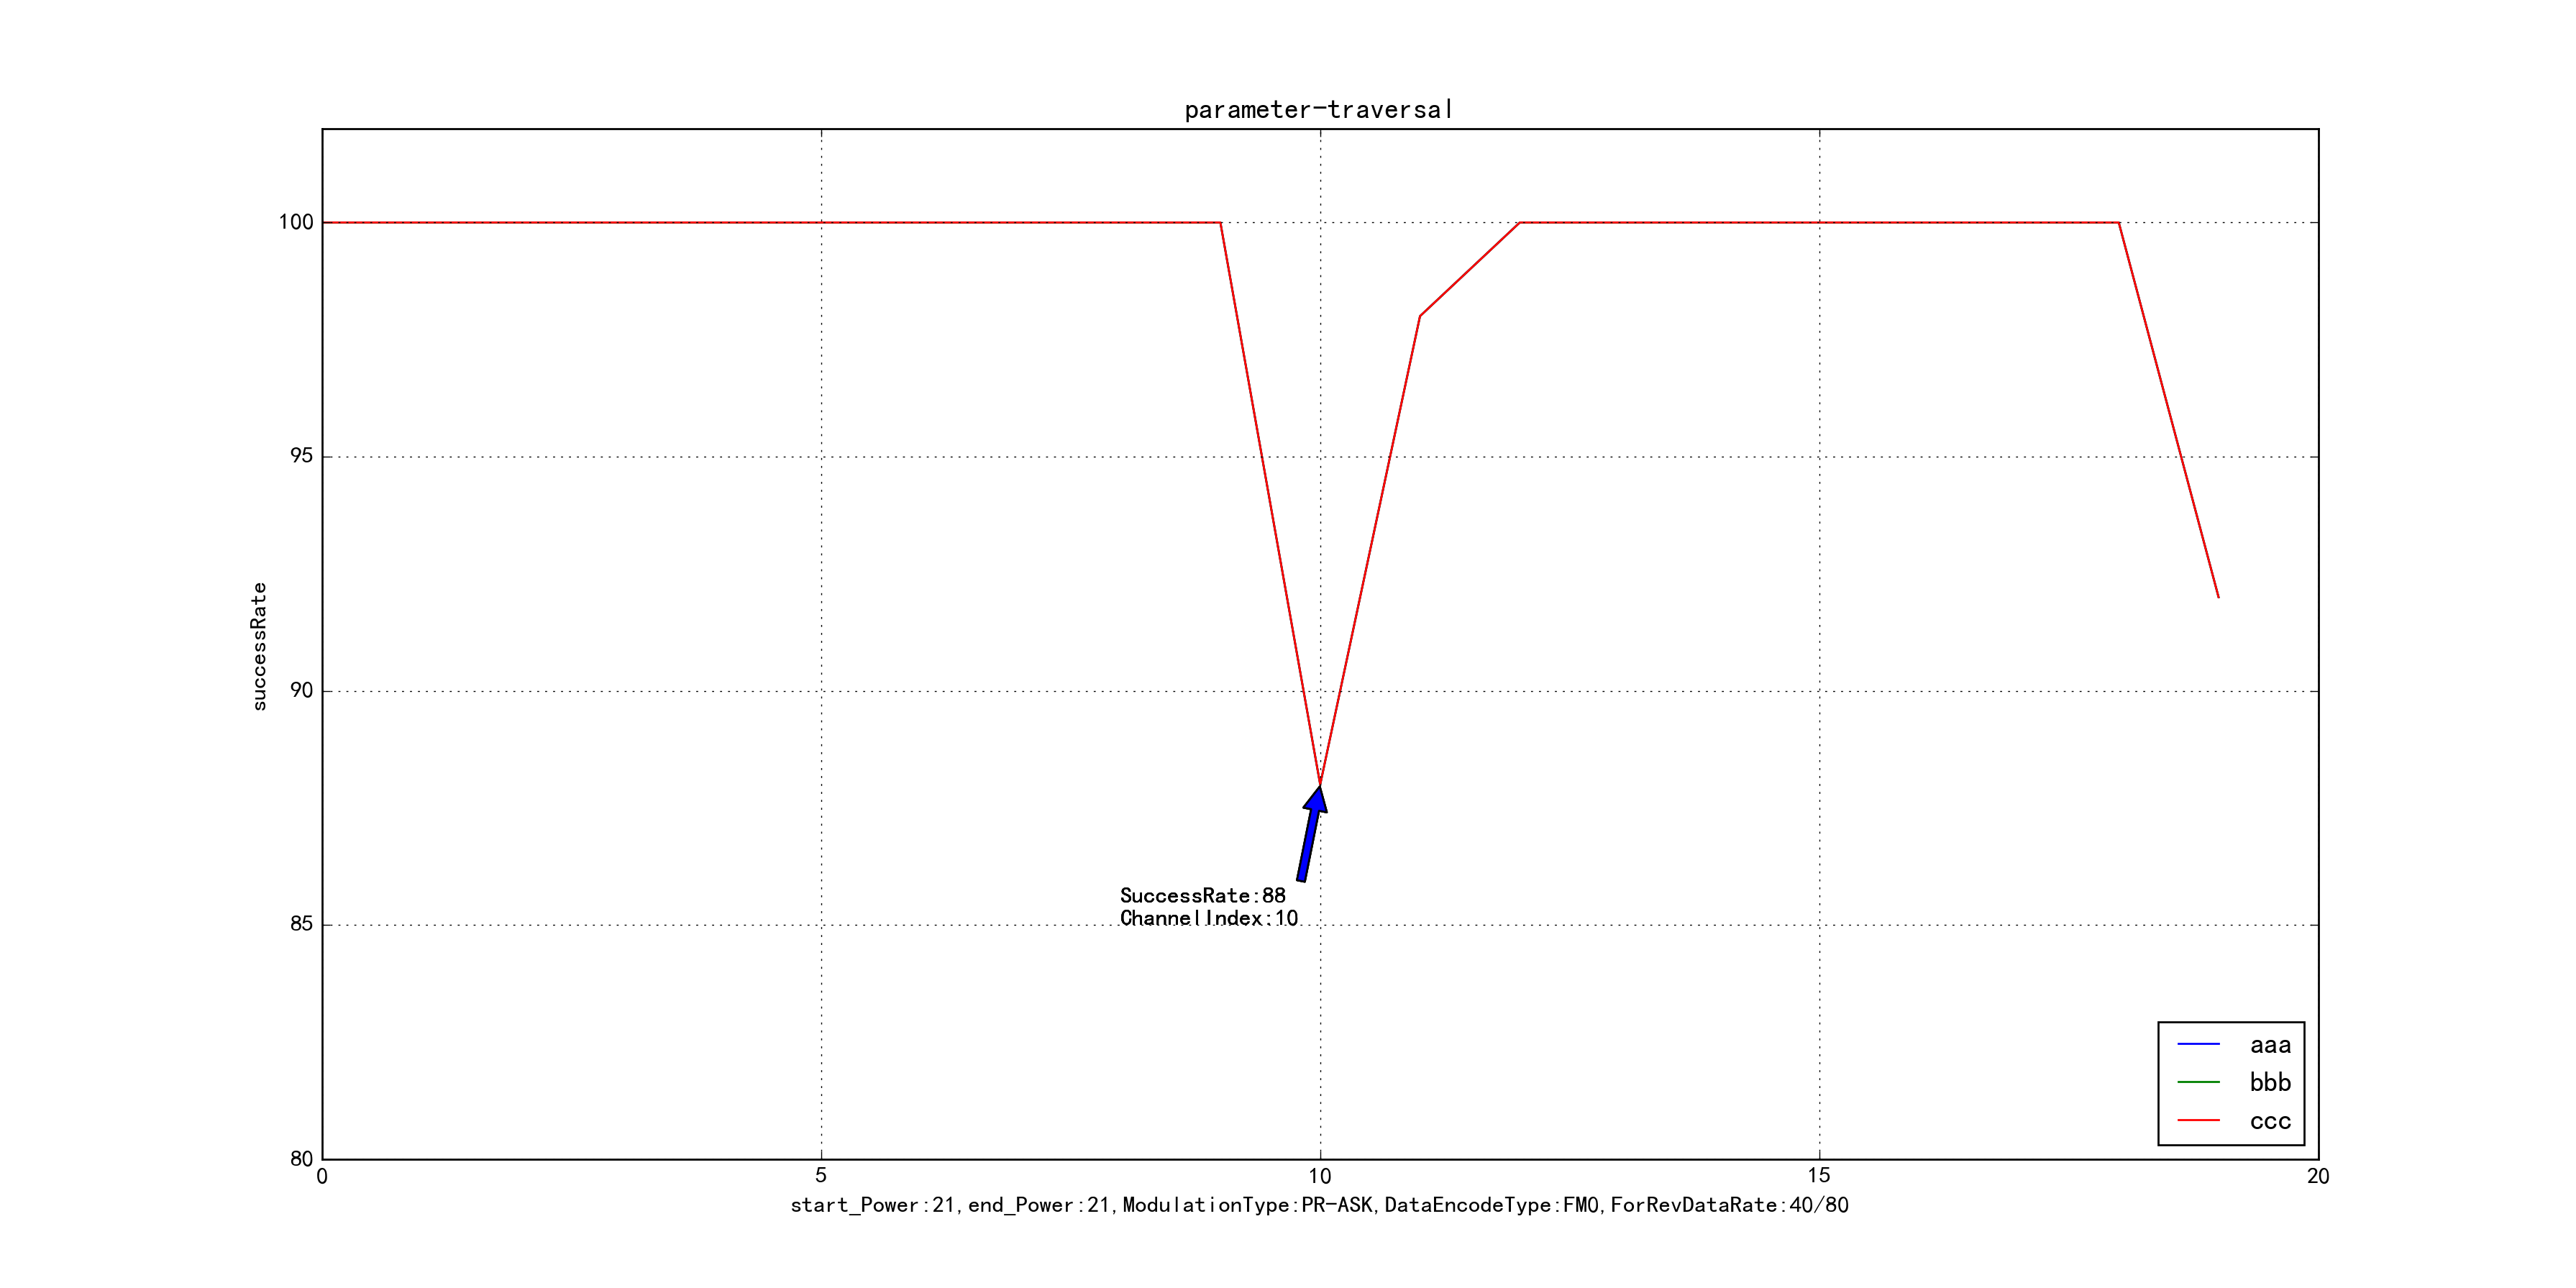 parameter-traversal
100
95
90
85
80
successRate
SuccessRate:88
ChannelIndex:10
aaa
bbb
ccc
0 5 10 15 20
start_Power:21,end_Power:21,ModulationType:PR-ASK,DataEncodeType:FM0,ForRevDataRate:40/80